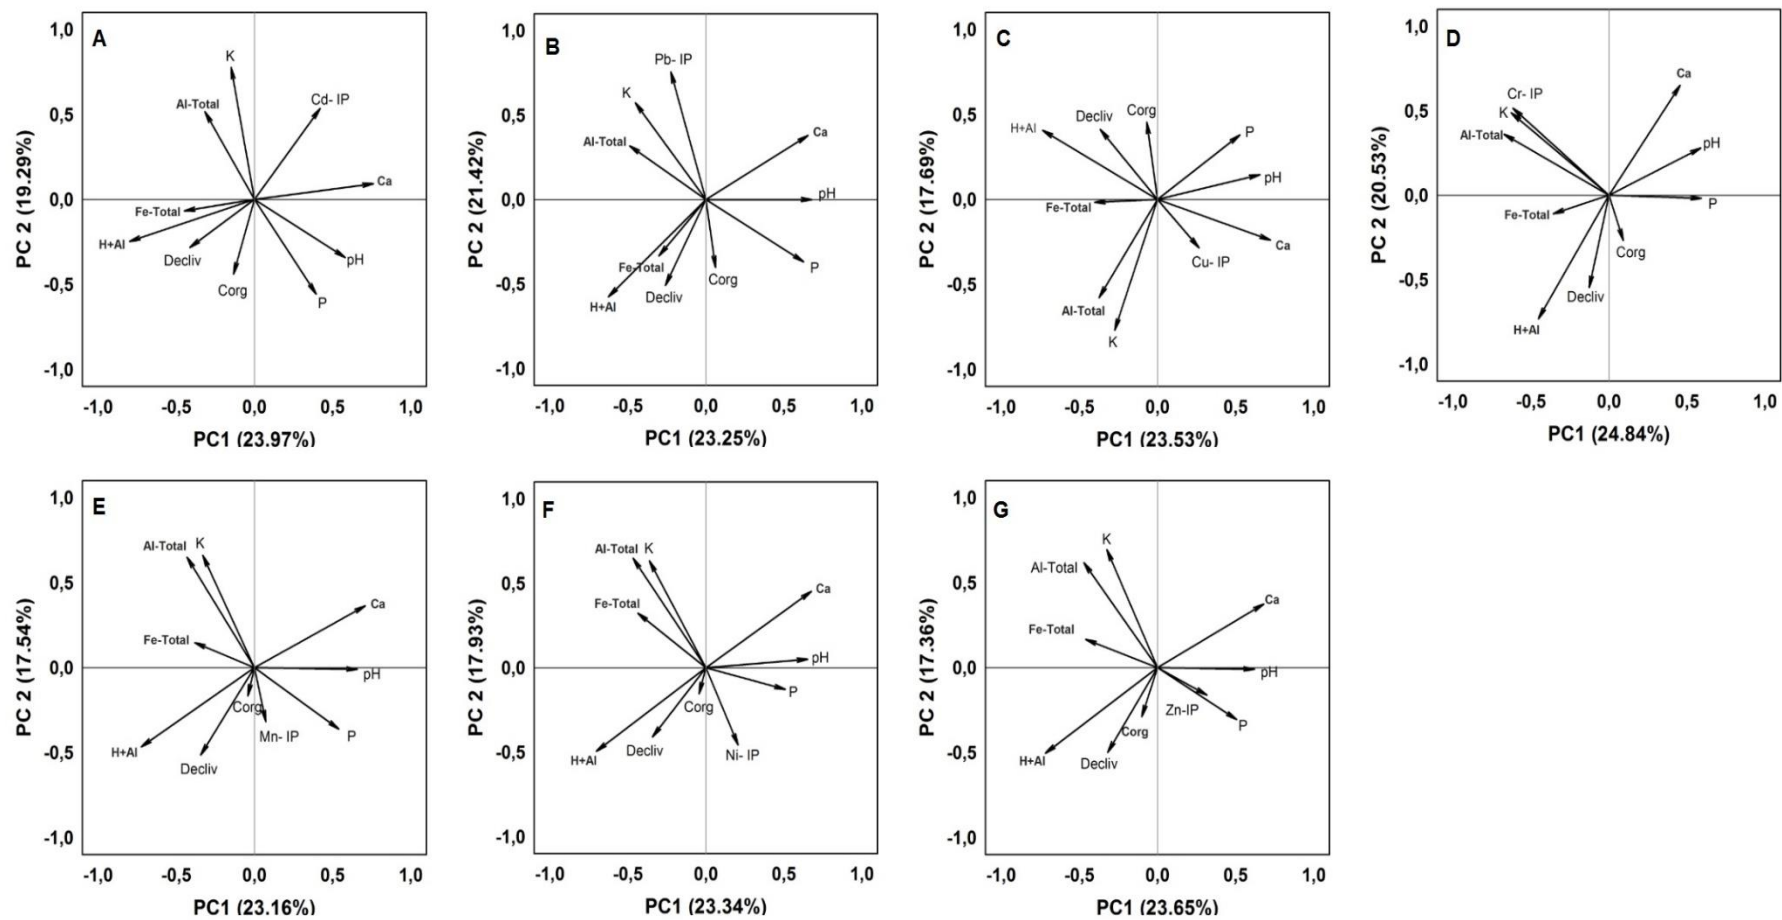 A
1,0
0,5
0,0
-0,5
-1,0
PC 2 (19.29%)
K
Al-Total
Cd- IP
Ca
Fe-Total
H+Al
Decliv
Corg
pH
P
-1,0 -0,5 0,0 0,5 1,0
PC1 (23.97%)
B
1,0
0,5
0,0
-0,5
-1,0
PC 2 (21.42%)
Pb- IP
K
Al-Total
Ca
pH
Fe-Total
H+Al
Decliv
Corg
P
-1,0 -0,5 0,0 0,5 1,0
PC1 (23.25%)
C
1,0
0,5
0,0
-0,5
-1,0
PC 2 (17.69%)
H+Al
Decliv
Corg
P
pH
Fe-Total
Ca
Cu- IP
Al-Total
K
-1,0 -0,5 0,0 0,5 1,0
PC1 (23.53%)
D
1,0
0,5
0,0
-0,5
-1,0
PC 2 (20.53%)
Ca
Cr- IP
K
Al-Total
pH
Fe-Total
P
Corg
Decliv
H+Al
-1,0 -0,5 0,0 0,5 1,0
PC1 (24.84%)
E
1,0
0,5
0,0
-0,5
-1,0
PC 2 (17.54%)
Al-Total
K
Ca
Fe-Total
pH
Corg
Mn- IP
P
H+Al
Decliv
-1,0 -0,5 0,0 0,5 1,0
PC1 (23.16%)
F
1,0
0,5
0,0
-0,5
-1,0
PC 2 (17.93%)
Al-Total
K
Ca
Fe-Total
pH
P
Corg
Decliv
Ni- IP
H+Al
-1,0 -0,5 0,0 0,5 1,0
PC1 (23.34%)
G
1,0
0,5
0,0
-0,5
-1,0
PC 2 (17.36%)
K
Al-Total
Ca
Fe-Total
pH
Zn-IP
P
Corg
H+Al
Decliv
-1,0 -0,5 0,0 0,5 1,0
PC1 (23.65%)